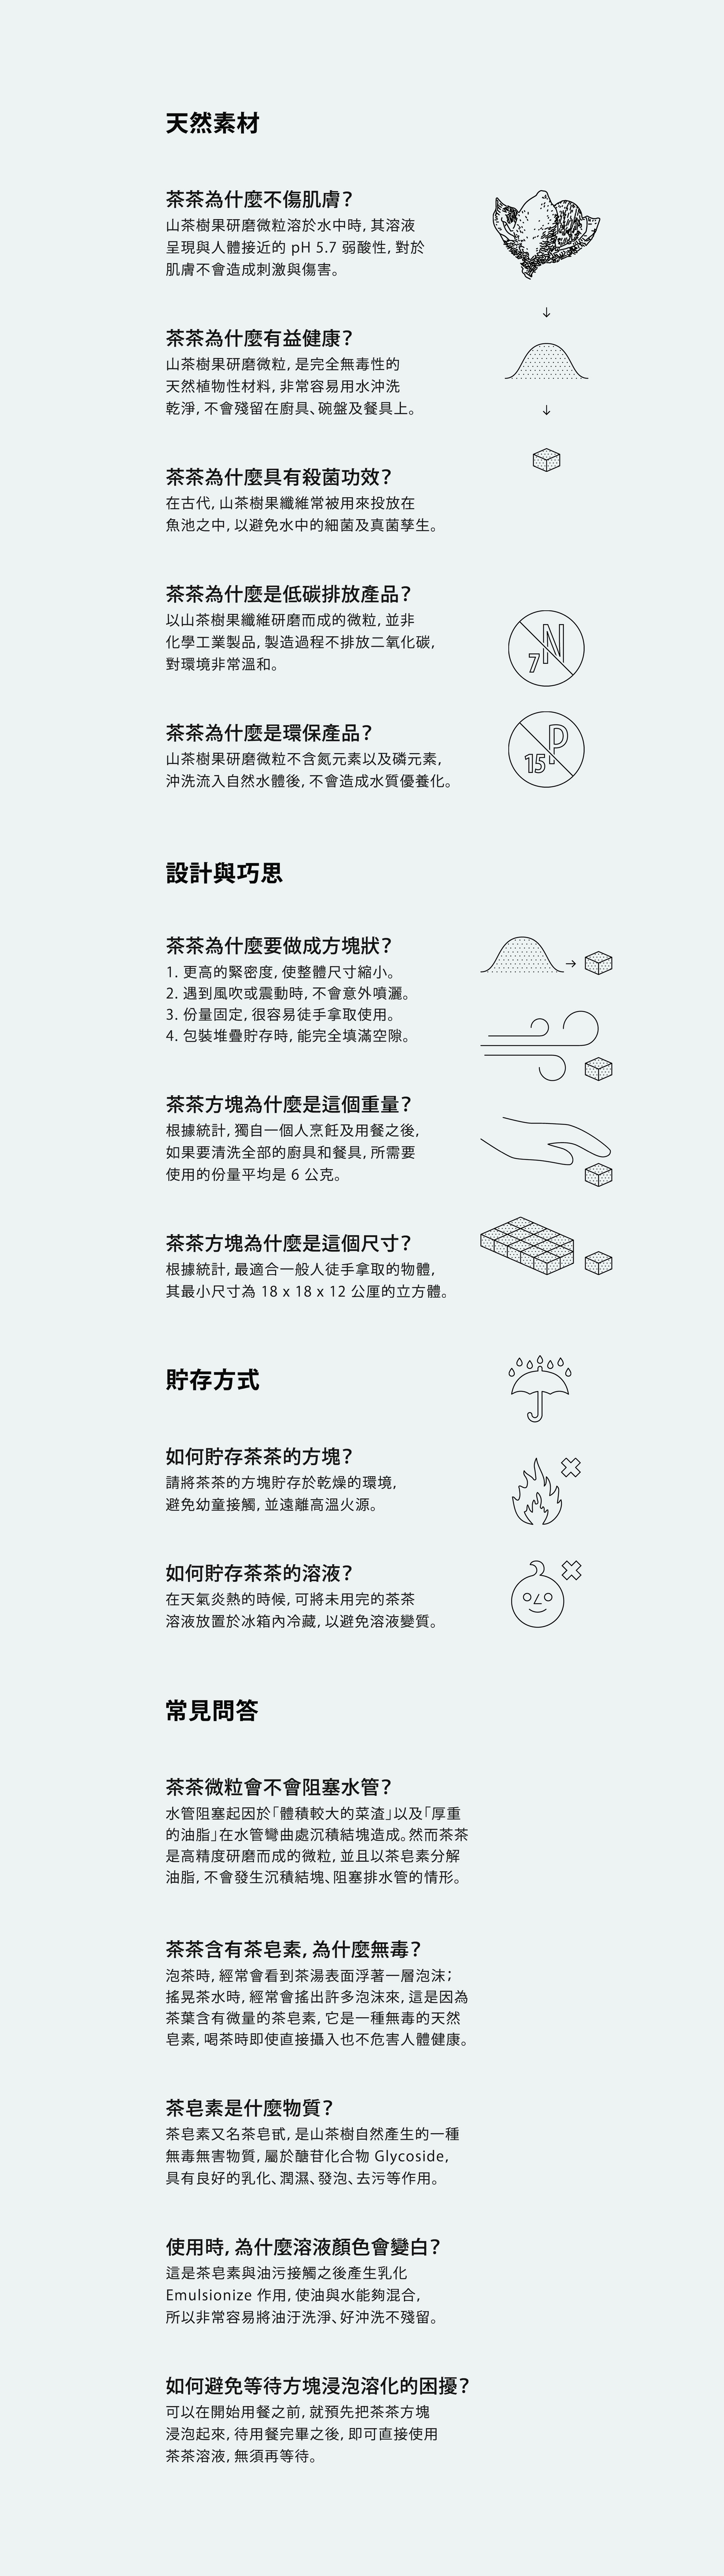 天然素材
茶茶為什麼不傷肌膚？
山茶樹果研磨微粒溶於水中時，其溶液
呈現與人體接近的 pH 5.7 弱酸性，對於
肌膚不會造成刺激與傷害。
茶茶為什麼有益健康？
山茶樹果研磨微粒，是完全無毒性的
天然植物性材料，非常容易用水沖洗
乾淨，不會殘留在廚具、碗盤及餐具上。
茶茶為什麼具有殺菌功效？
在古代，山茶樹果纖維常被用來投放在
魚池之中，以避免水中的細菌及真菌孳生。
茶茶為什麼是低碳排放產品？
以山茶樹果纖維研磨而成的微粒，並非
化學工業製品，製造過程不排放二氧化碳，
對環境非常溫和。
7 N
茶茶為什麼是環保產品？
山茶樹果研磨微粒不含氮元素以及磷元素，
沖洗流入自然水體後，不會造成水質優養化。
15 P
設計與巧思
茶茶為什麼要做成方塊狀？
1. 更高的緊密度，使整體尺寸縮小。
2. 遇到風吹或震動時，不會意外噴灑。
3. 份量固定，很容易徒手拿取使用。
4. 包裝堆疊貯存時，能完全填滿空隙。
茶茶方塊為什麼是這個重量？
根據統計，獨自一個人烹飪及用餐之後，
如果要清洗全部的廚具和餐具，所需要
使用的份量平均是 6 公克。
茶茶方塊為什麼是這個尺寸？
根據統計，最適合一般人徒手拿取的物體，
其最小尺寸為 18 x 18 x 12 公厘的立方體。
貯存方式
如何貯存茶茶的方塊？
請將茶茶的方塊貯存於乾燥的環境，
避免幼童接觸，並遠離高溫火源。
如何貯存茶茶的溶液？
在天氣炎熱的時候，可將未用完的茶茶
溶液放置於冰箱內冷藏，以避免溶液變質。
常見問答
茶茶微粒會不會阻塞水管？
水管阻塞起因於「體積較大的菜渣」以及「厚重
的油脂」在水管彎曲處沉積結塊造成。然而茶茶
是高精度研磨而成的微粒，並且以茶皂素分解
油脂，不會發生沉積結塊、阻塞排水管的情形。
茶茶含有茶皂素，為什麼無毒？
泡茶時，經常會看到茶湯表面浮著一層泡沫；
搖晃茶水時，經常會搖出許多泡沫來，這是因為
茶葉含有微量的茶皂素，它是一種無毒的天然
皂素，喝茶時即使直接攝入也不危害人體健康。
茶皂素是什麼物質？
茶皂素又名茶皂甙，是山茶樹自然產生的一種
無毒無害物質，屬於醣苷化合物 Glycoside，
具有良好的乳化、潤濕、發泡、去污等作用。
使用時，為什麼溶液顏色會變白？
這是茶皂素與油污接觸之後產生乳化
Emulsionize 作用，使油與水能夠混合，
所以非常容易將油汙洗淨、好沖洗不殘留。
如何避免等待方塊浸泡溶化的困擾？
可以在開始用餐之前，就預先把茶茶方塊
浸泡起來，待用餐完畢之後，即可直接使用
茶茶溶液，無須再等待。